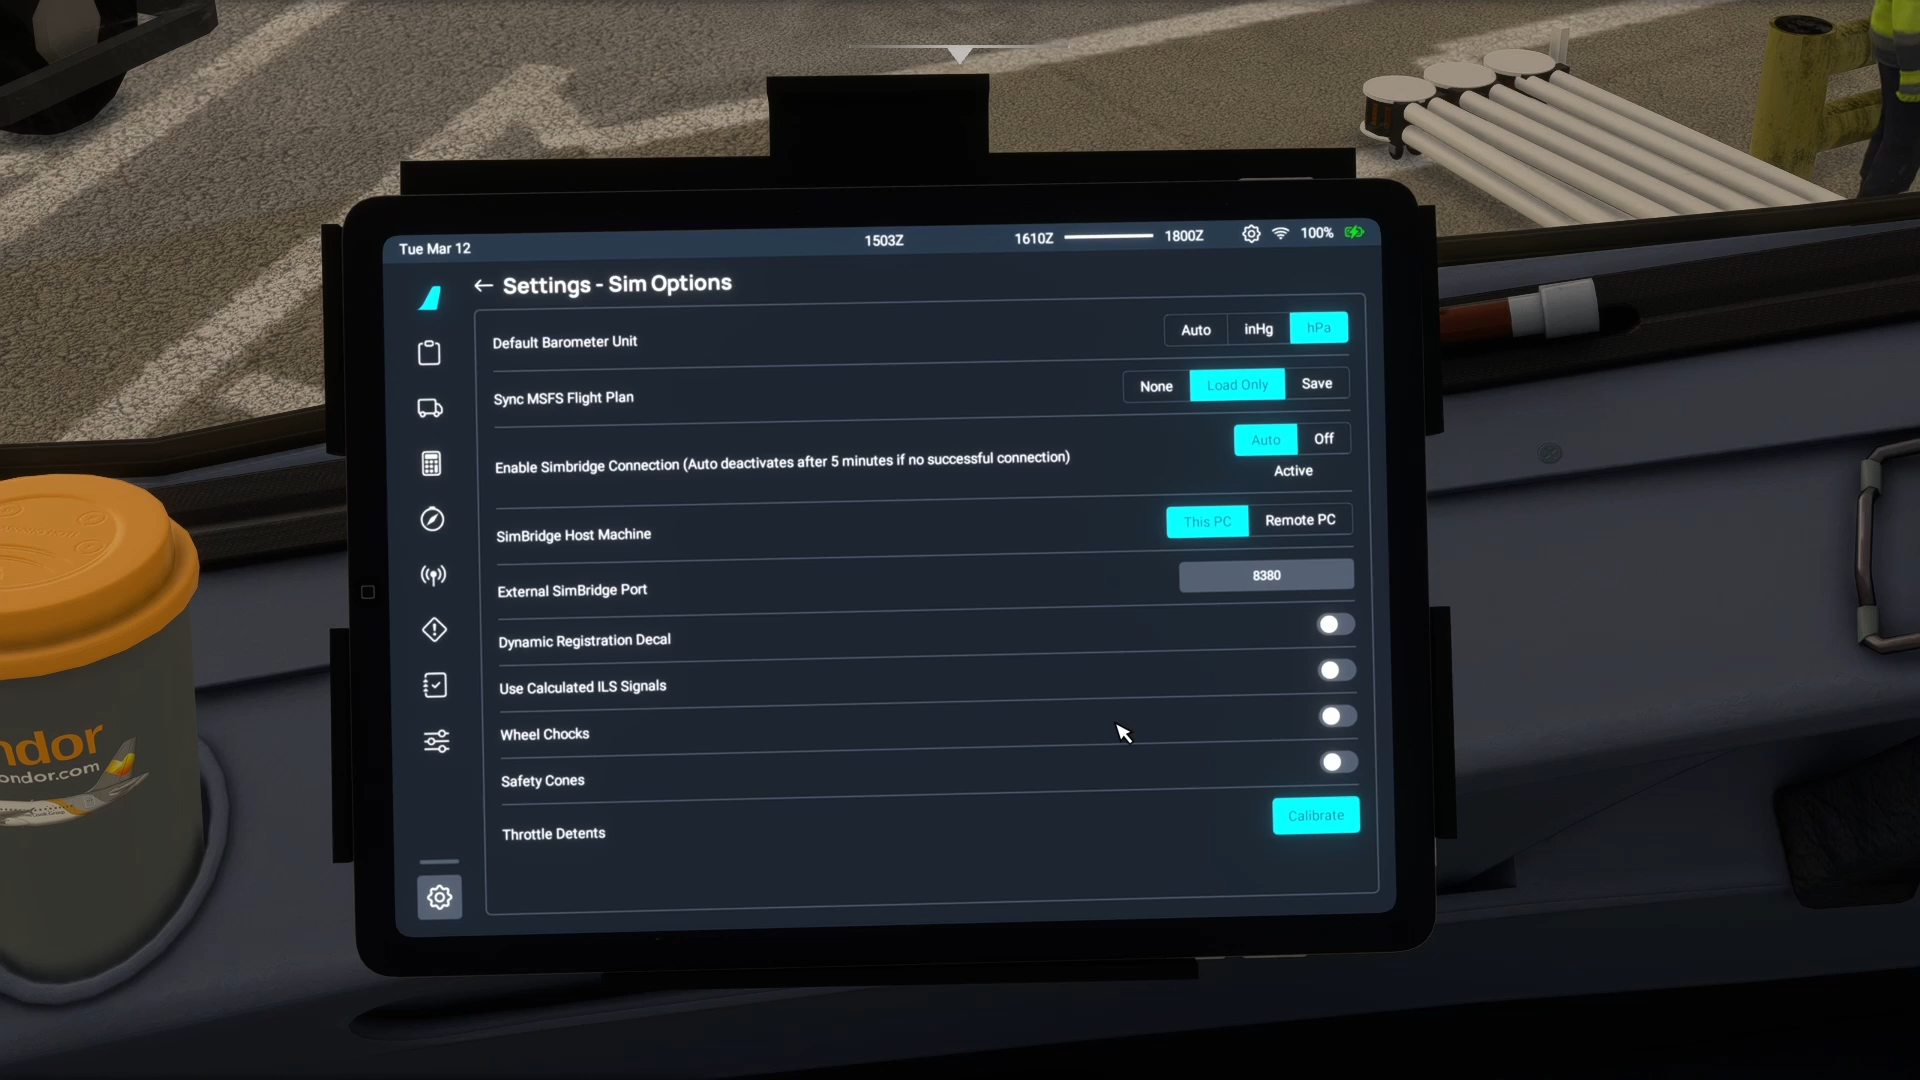 Tue Mar 12
1503Z
1610Z
1800Z
100%
Settings - Sim Options
Default Barometer Unit
Auto
inHg
hPa
Sync MSFS Flight Plan
None
Load Only
Save
Enable Simbridge Connection (Auto deactivates after 5 minutes if no successful connection)
Auto
Off
Active
SimBridge Host Machine
This PC
Remote PC
External SimBridge Port
8380
Dynamic Registration Decal
Use Calculated ILS Signals
Wheel Chocks
Safety Cones
Throttle Detents
Calibrate
ndor
ondor.com